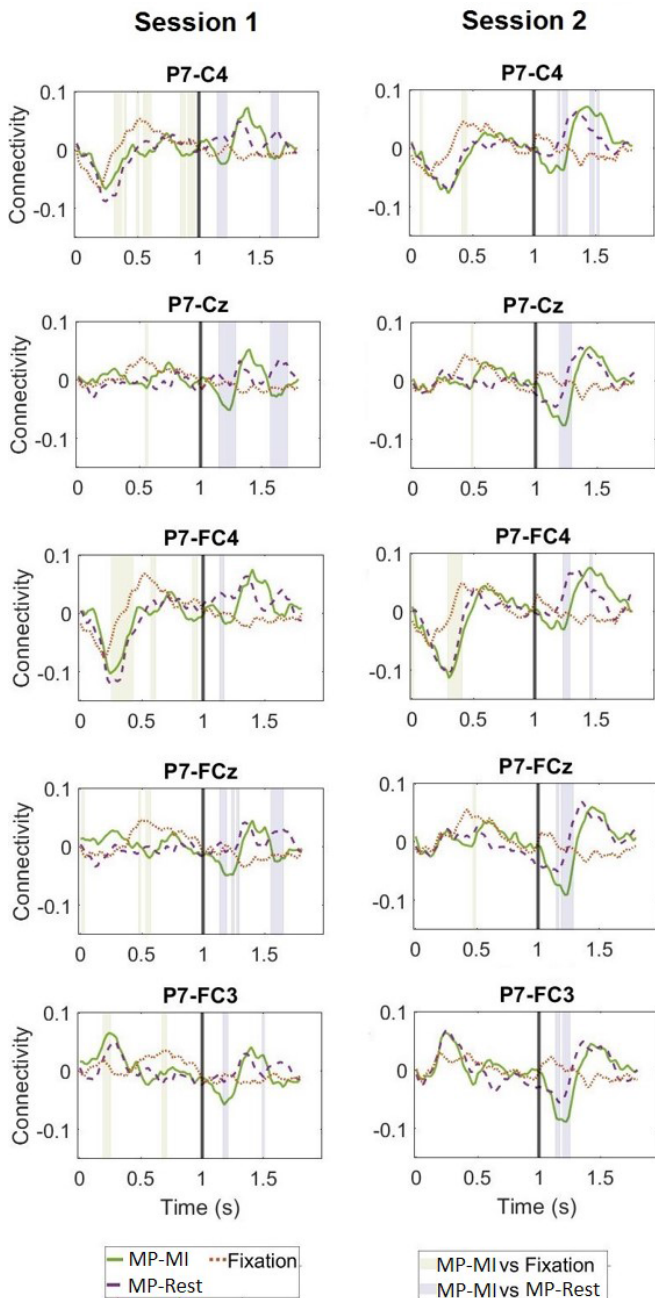 Session 1
Session 2
P7-C4
P7-C4
Connectivity
0.1
0
-0.1
0.1
0
-0.1
0 0.5 1 1.5
0 0.5 1 1.5
P7-Cz
P7-Cz
Connectivity
0.1
0
-0.1
0.1
0
-0.1
0 0.5 1 1.5
0 0.5 1 1.5
P7-FC4
P7-FC4
Connectivity
0.1
0
-0.1
0.1
0
-0.1
0 0.5 1 1.5
0 0.5 1 1.5
P7-FCz
P7-FCz
Connectivity
0.1
0
-0.1
0.1
0
-0.1
0 0.5 1 1.5
0 0.5 1 1.5
P7-FC3
P7-FC3
Connectivity
0.1
0
-0.1
0.1
0
-0.1
0 0.5 1 1.5
0 0.5 1 1.5
Time (s)
Time (s)
MP-MI Fixation
MP-Rest
MP-MI vs Fixation
MP-MI vs MP-Rest